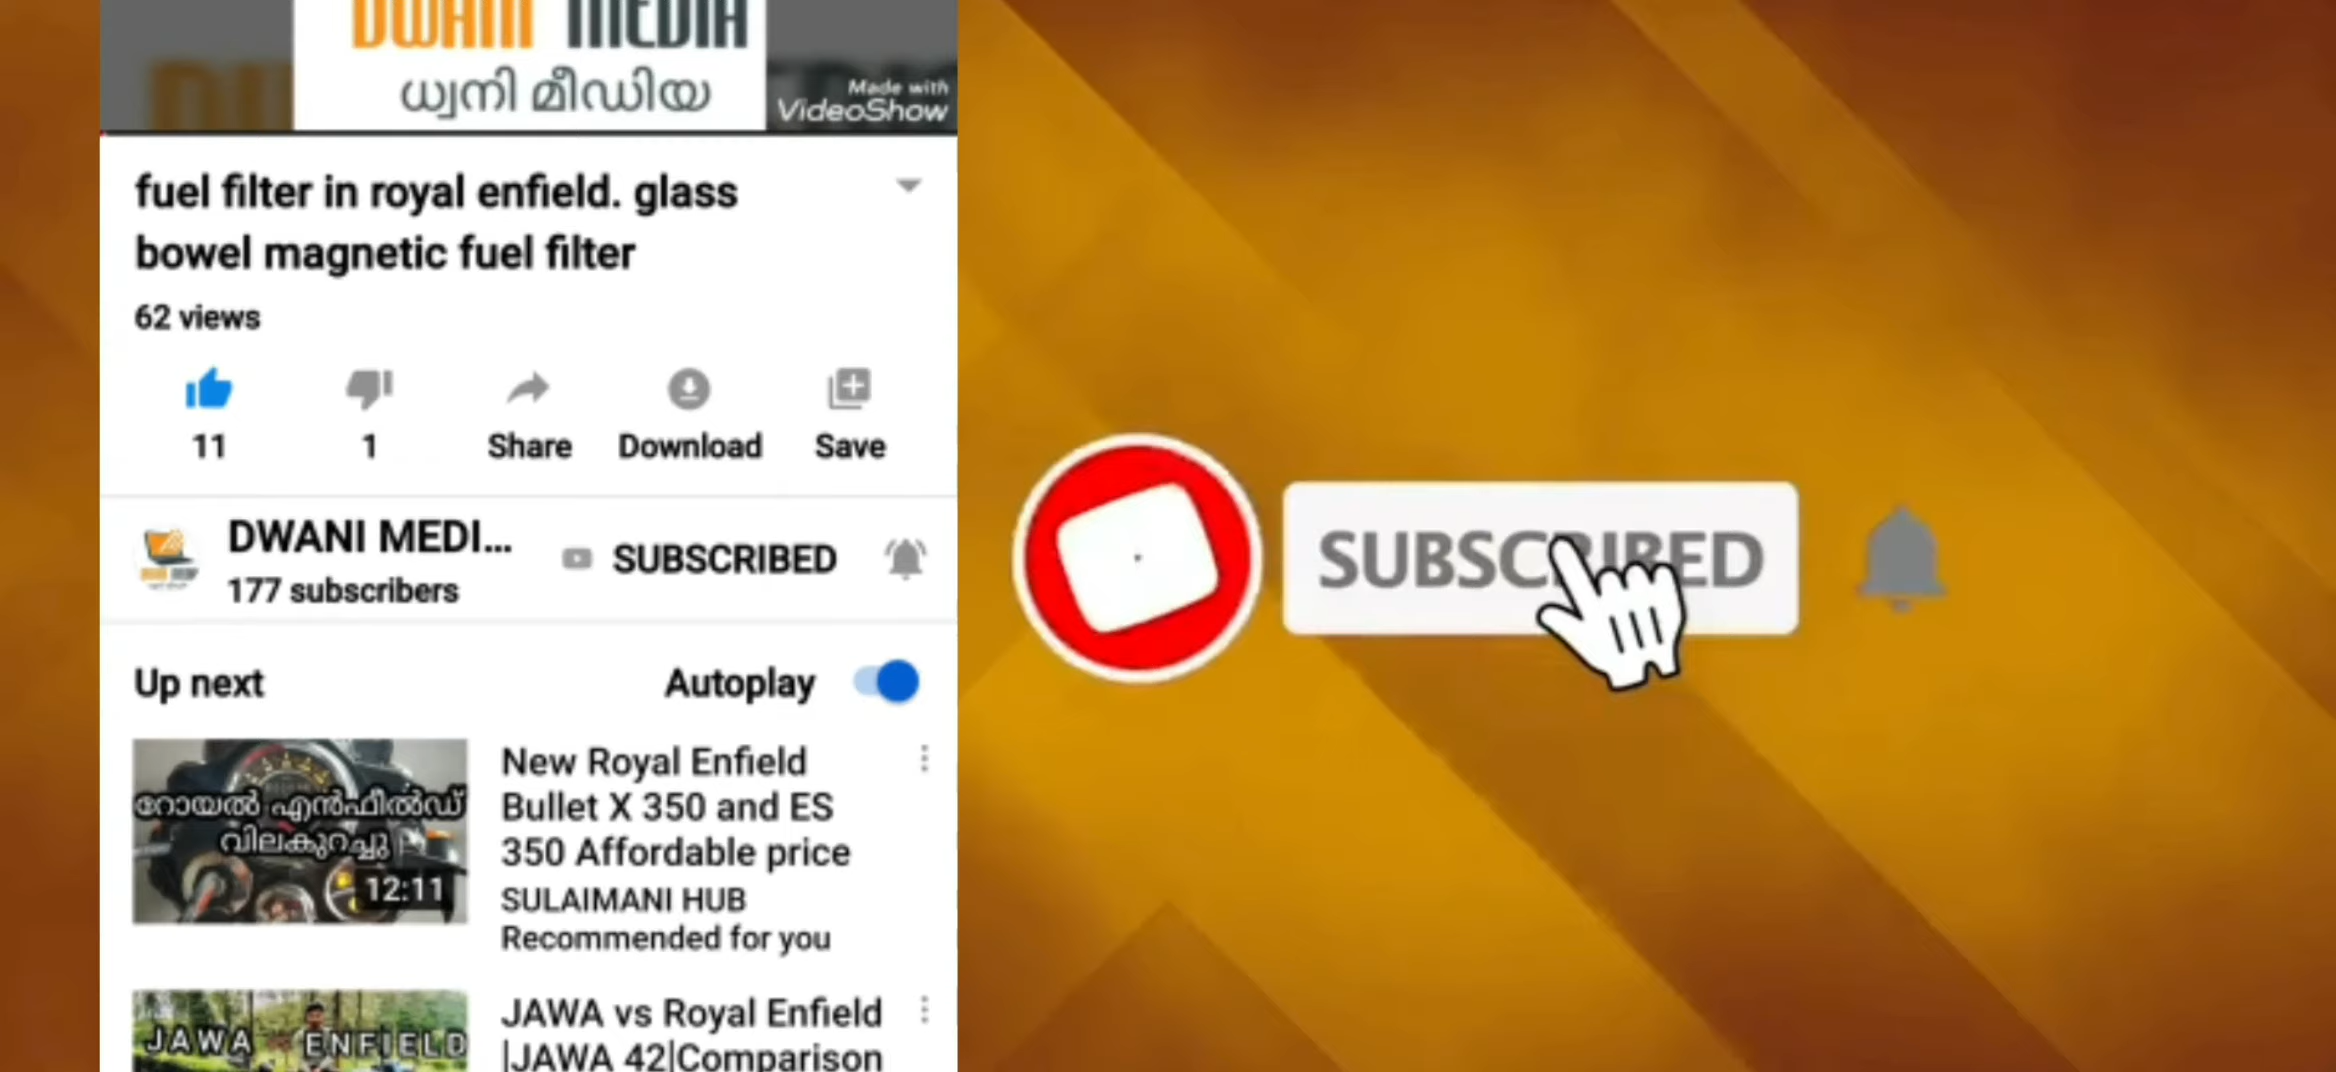 DWANI MEDIA
ധ്വനി മീഡിയ
Made with
VideoShow
fuel filter in royal enfield. glass
bowel magnetic fuel filter
62 views
11
1
Share
Download
Save
DWANI MEDI...
SUBSCRIBED
177 subscribers
Up next
Autoplay
റോയൽ എൻഫീൽഡ്
വിലകുറച്ചു
12:11
New Royal Enfield
Bullet X 350 and ES
350 Affordable price
SULAIMANI HUB
Recommended for you
JAWA ENFIELD
JAWA vs Royal Enfield
|JAWA 42|Comparison
SUBSCRIBED